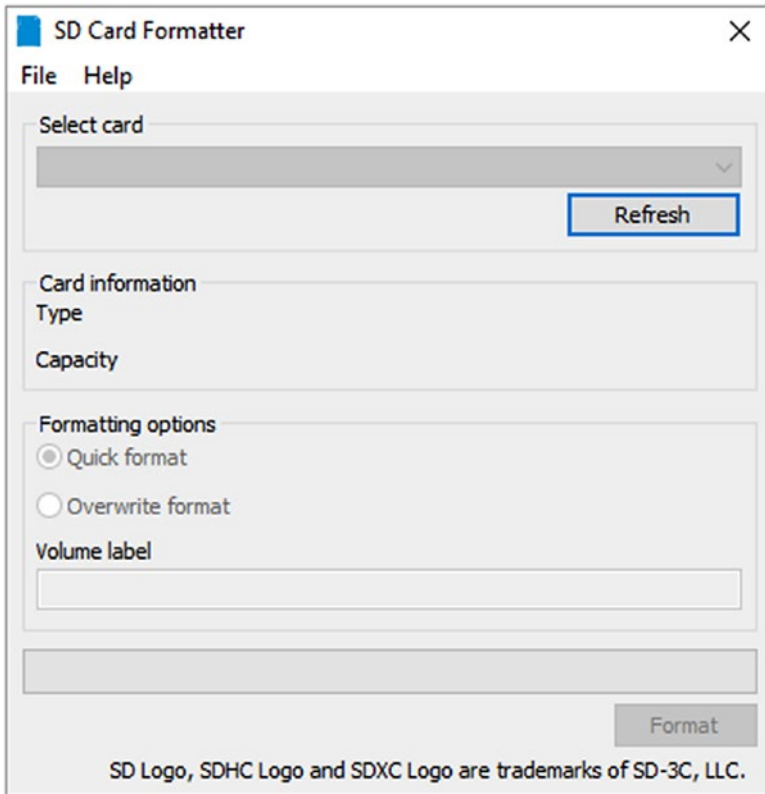 SD Card Formatter
File Help
Select card
Refresh
Card information
Type
Capacity
Formatting options
Quick format
Overwrite format
Volume label
Format
SD Logo, SDHC Logo and SDXC Logo are trademarks of SD-3C, LLC.